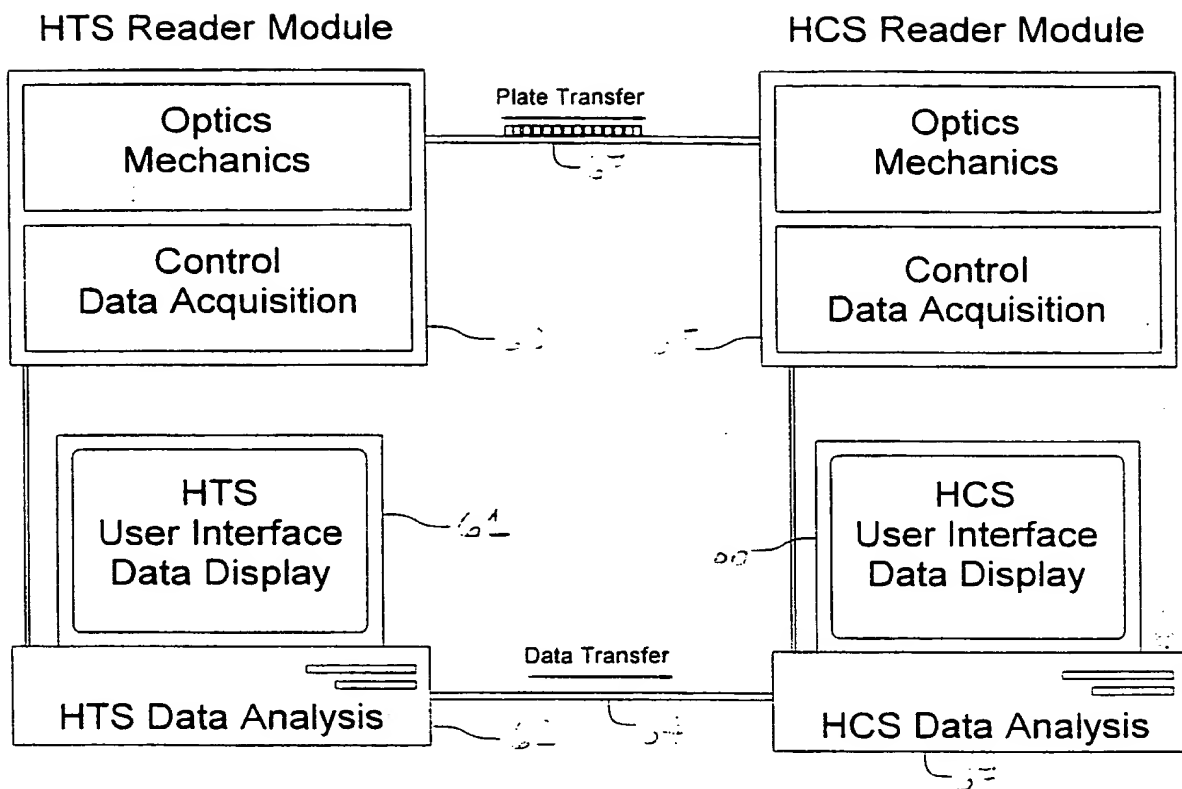 HTS Reader Module
HCS Reader Module
Optics
Mechanics
Plate Transfer
Optics
Mechanics
Control
Data Acquisition
Control
Data Acquisition
HTS
User Interface
Data Display
HCS
User Interface
Data Display
Data Transfer
HTS Data Analysis
HCS Data Analysis